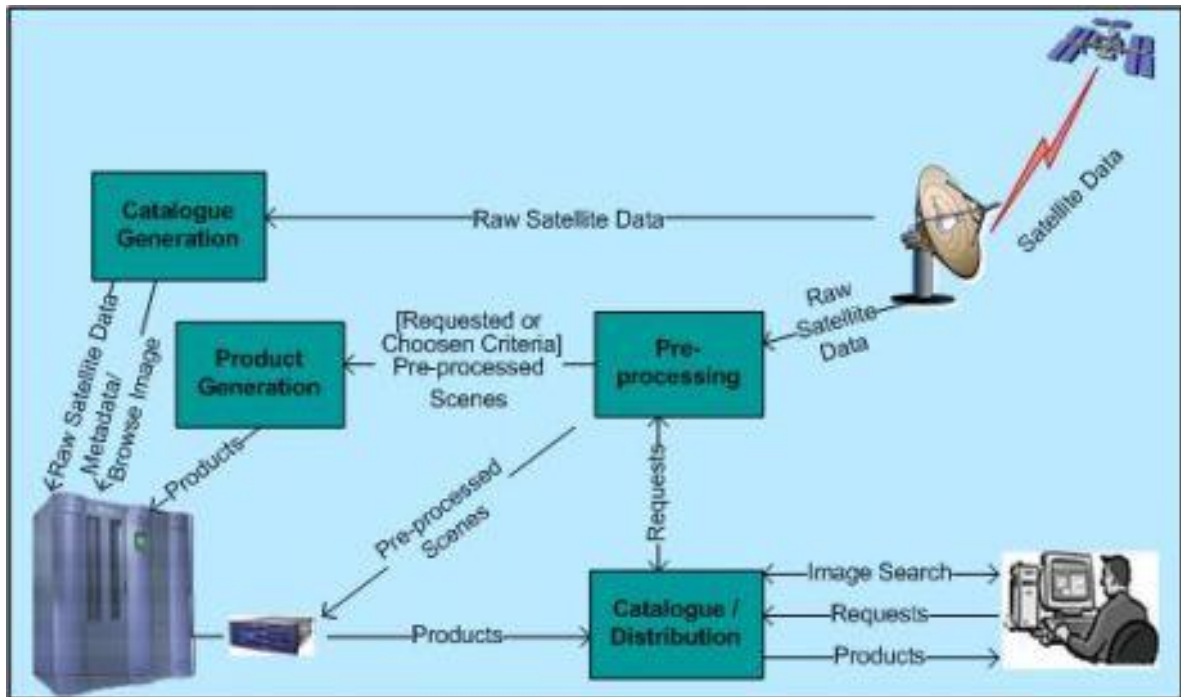 Satellite Data
Catalogue
Generation
Raw Satellite Data
Raw
Satellite
Data
Raw Satellite Data
Metadata/
Browse Image
Product
Generation
[Requested or
Choosen Criteria]
Pre-processed
Scenes
Pre-
processing
Products
Pre-processed
Scenes
Requests
Catalogue /
Distribution
Products
Image Search
Requests
Products